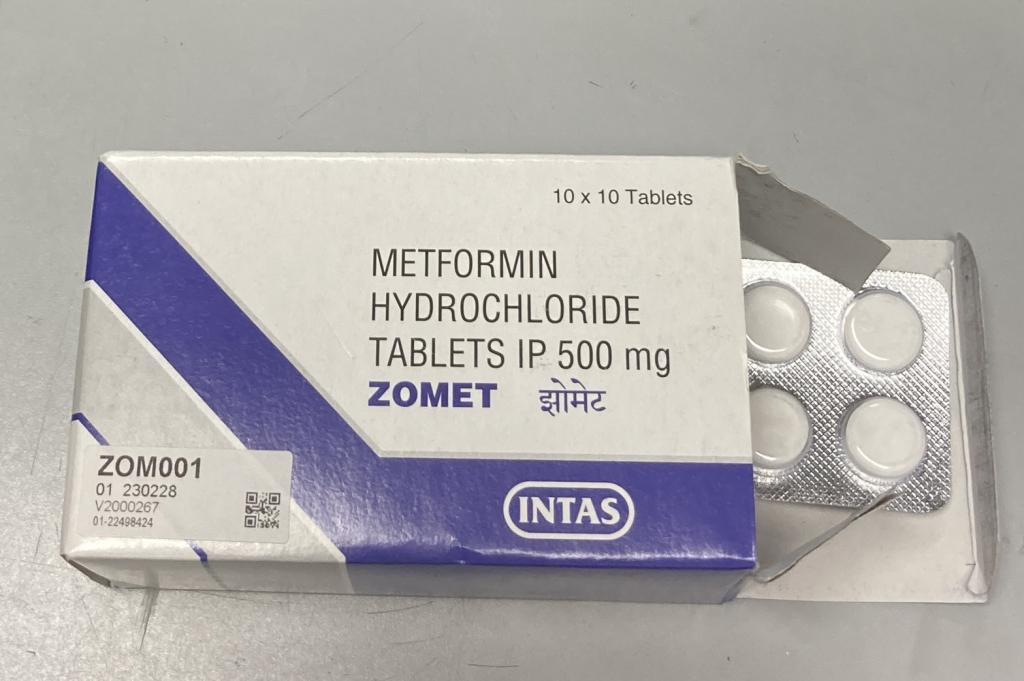 10 x 10 Tablets
METFORMIN
HYDROCHLORIDE
TABLETS IP 500 mg
ZOMET झोमेट
ZOM001
01 230228
V2000267
01-22498424
INTAS